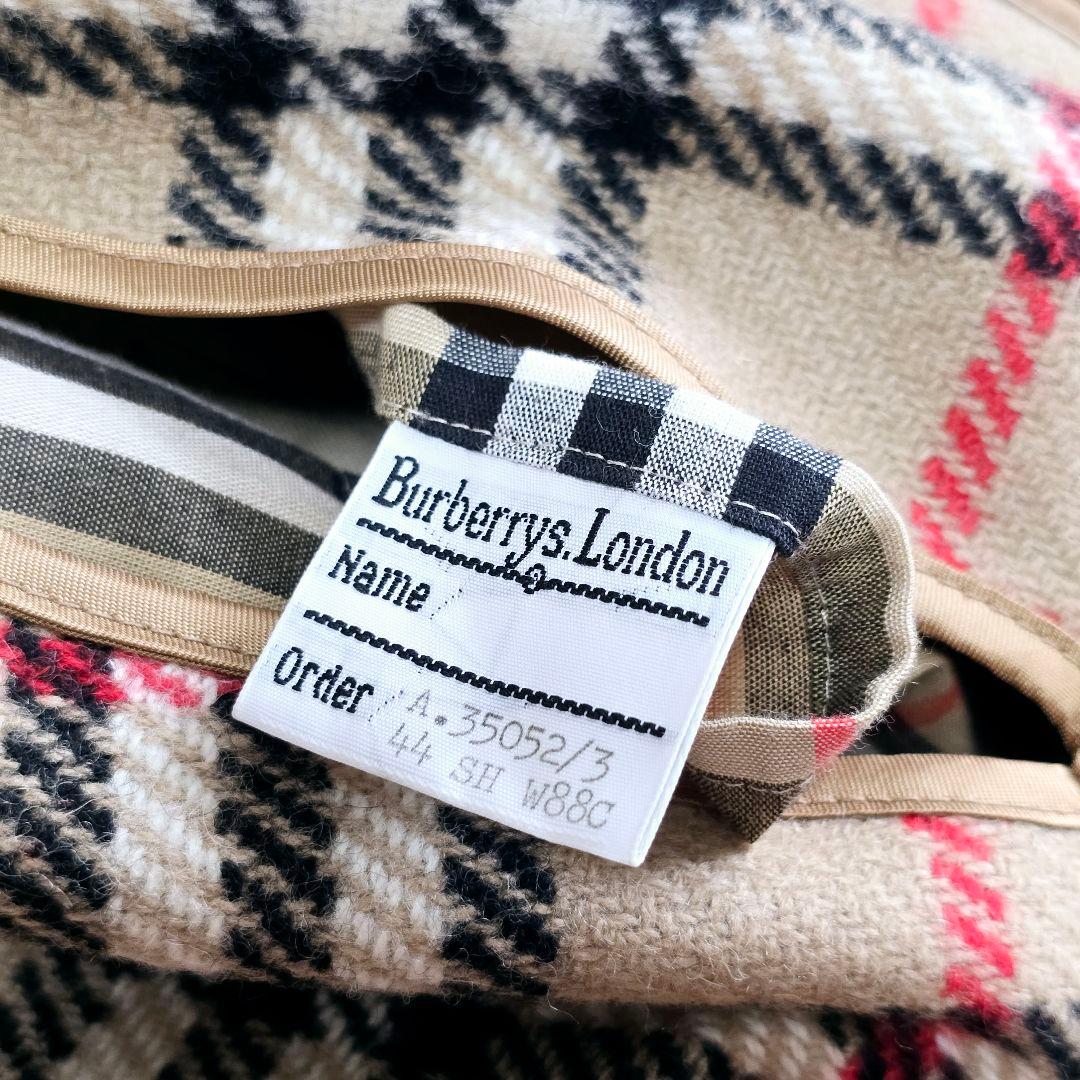 Burberrys.London
Name /
Order / A.35052/3
44 SH W88C